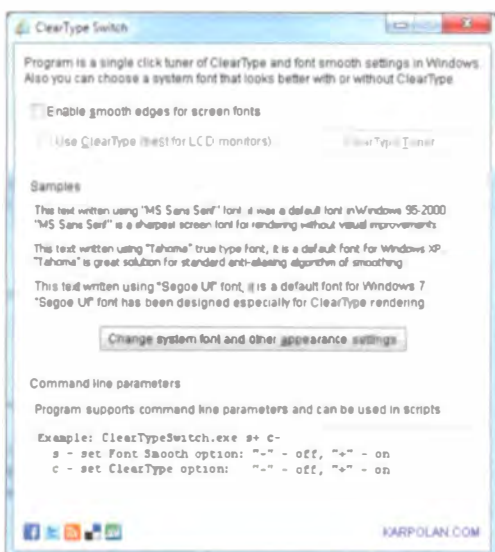 ClearType Switch
Program is a single click tuner of ClearType and font smooth settings in Windows
Also you can choose a system font that looks better with or without ClearType
Enable smooth edges for screen fonts
Use ClearType (best for LCD monitors)
ClearType Tuner
Samples
This text written using "MS Sans Serif" font it was a default font in Windows 95-2000
"MS Sans Serif" is a sharpest screen font for rendering without visual improvements
This text written using "Tahoma" true type font, it is a default font for Windows XP
"Tahoma" is great solution for standard anti-aliasing algorithm of smoothing
This text written using "Segoe UI" font, it is a default font for Windows 7
"Segoe UI" font has been designed especially for ClearType rendering
Change system font and other appearance settings
Command line parameters
Program supports command line parameters and can be used in scripts
Example: ClearTypeSwitch.exe s+ c-
s - set Font Smooth option: "-" - off, "+" - on
c - set ClearType option: "-" - off, "+" - on
KARPOLAN.COM